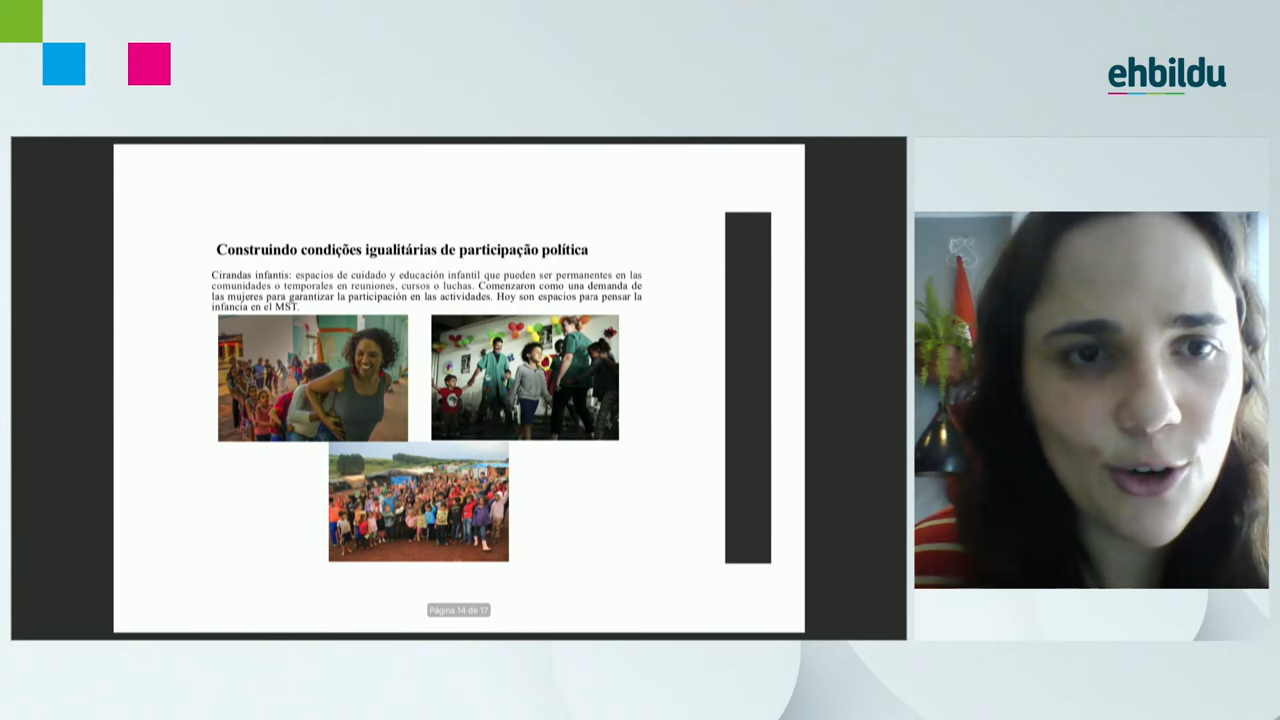 ehbildu
Construindo condições igualitárias de participação política
Cirandas infantis: espacios de cuidado y educación infantil que pueden ser permanentes en las
comunidades o temporales en reuniones, cursos o luchas. Comenzaron como una demanda de
las mujeres para garantizar la participación en las actividades. Hoy son espacios para pensar la
infancia en el MST.
Página 14 de 17